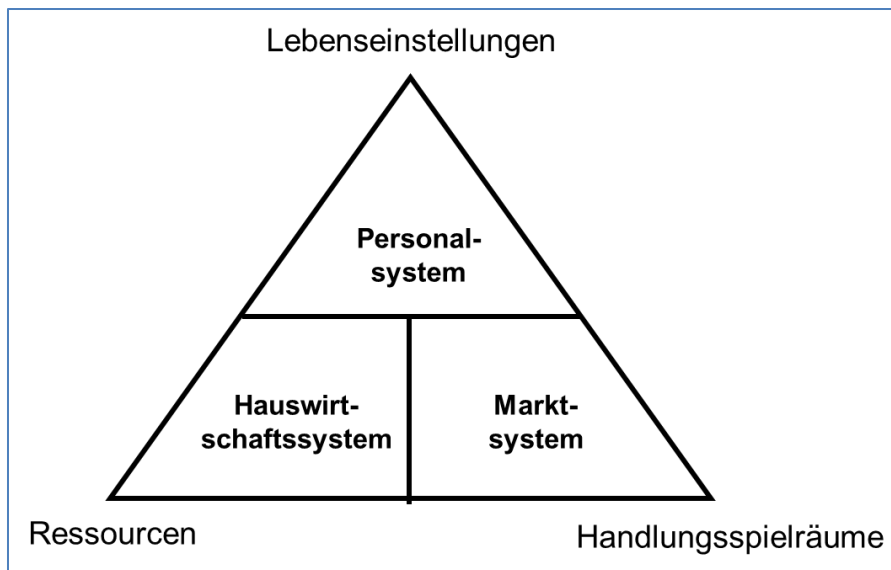 Lebenseinstellungen
Personal-
system
Hauswirt-
schaftssystem
Markt-
system
Ressourcen
Handlungsspielräume